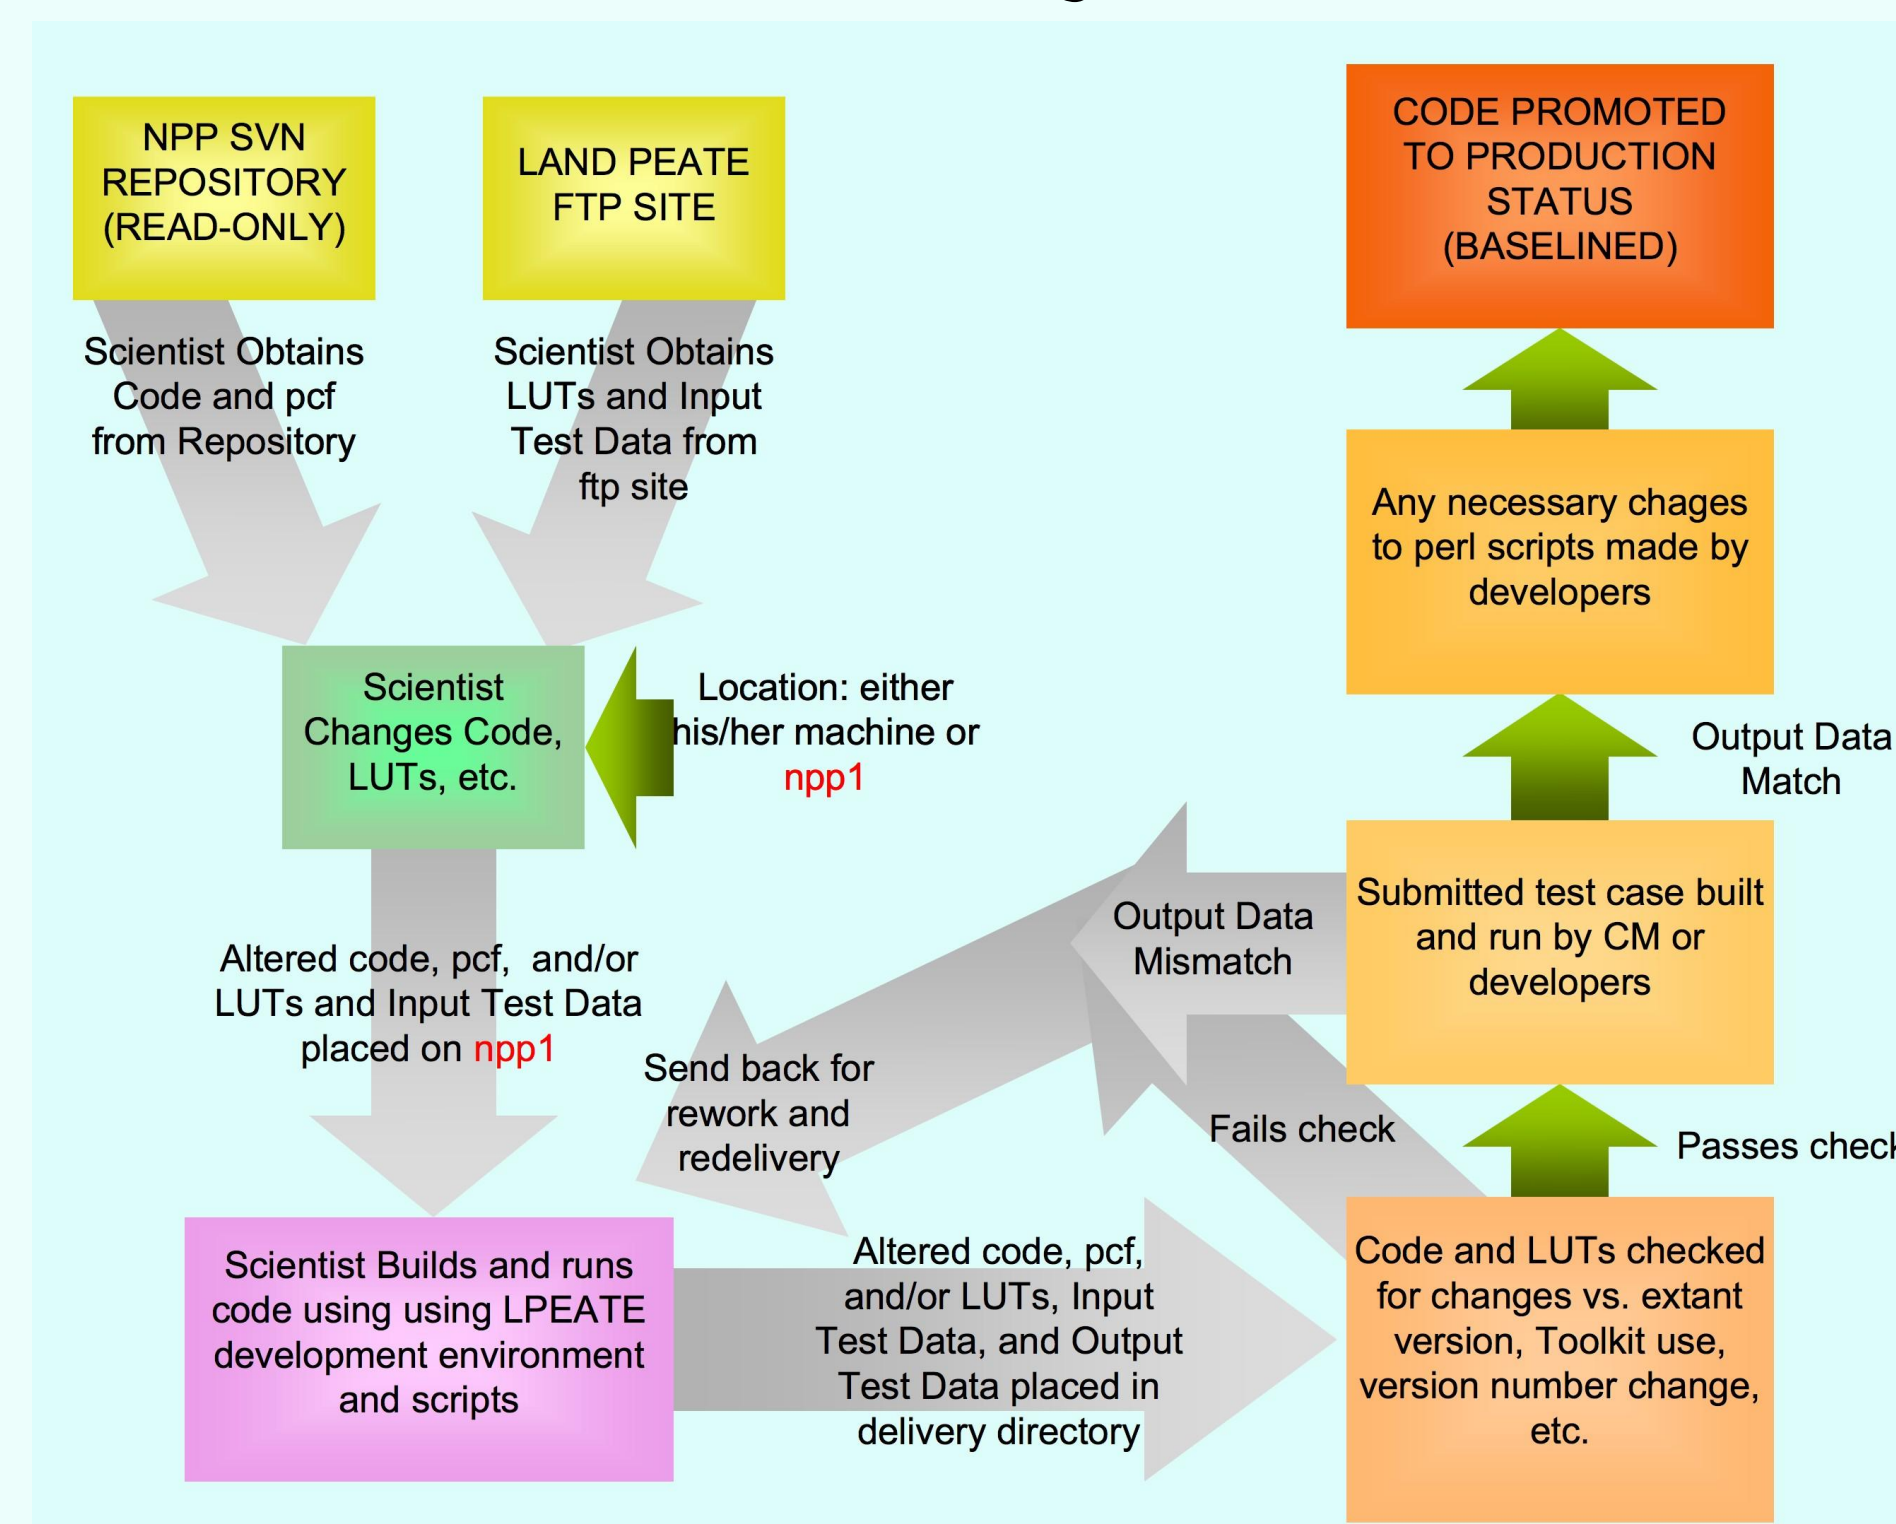 NPP SVN
REPOSITORY
(READ-ONLY)
LAND PEATE
FTP SITE
CODE PROMOTED
TO PRODUCTION
STATUS
(BASELINED)
Scientist Obtains
Code and pcf
from Repository
Scientist Obtains
LUTs and Input
Test Data from
ftp site
Any necessary chages
to perl scripts made by
developers
Scientist
Changes Code,
LUTs, etc.
Location: either
his/her machine or
npp1
Output Data
Match
Submitted test case built
and run by CM or
developers
Output Data
Mismatch
Altered code, pcf,  and/or
LUTs and Input Test Data
placed on npp1
Send back for
rework and
redelivery
Fails check
Passes check
Scientist Builds and runs
code using using LPEATE
development environment
and scripts
Altered code, pcf,
and/or LUTs, Input
Test Data, and Output
Test Data placed in
delivery directory
Code and LUTs checked
for changes vs. extant
version, Toolkit use,
version number change,
etc.